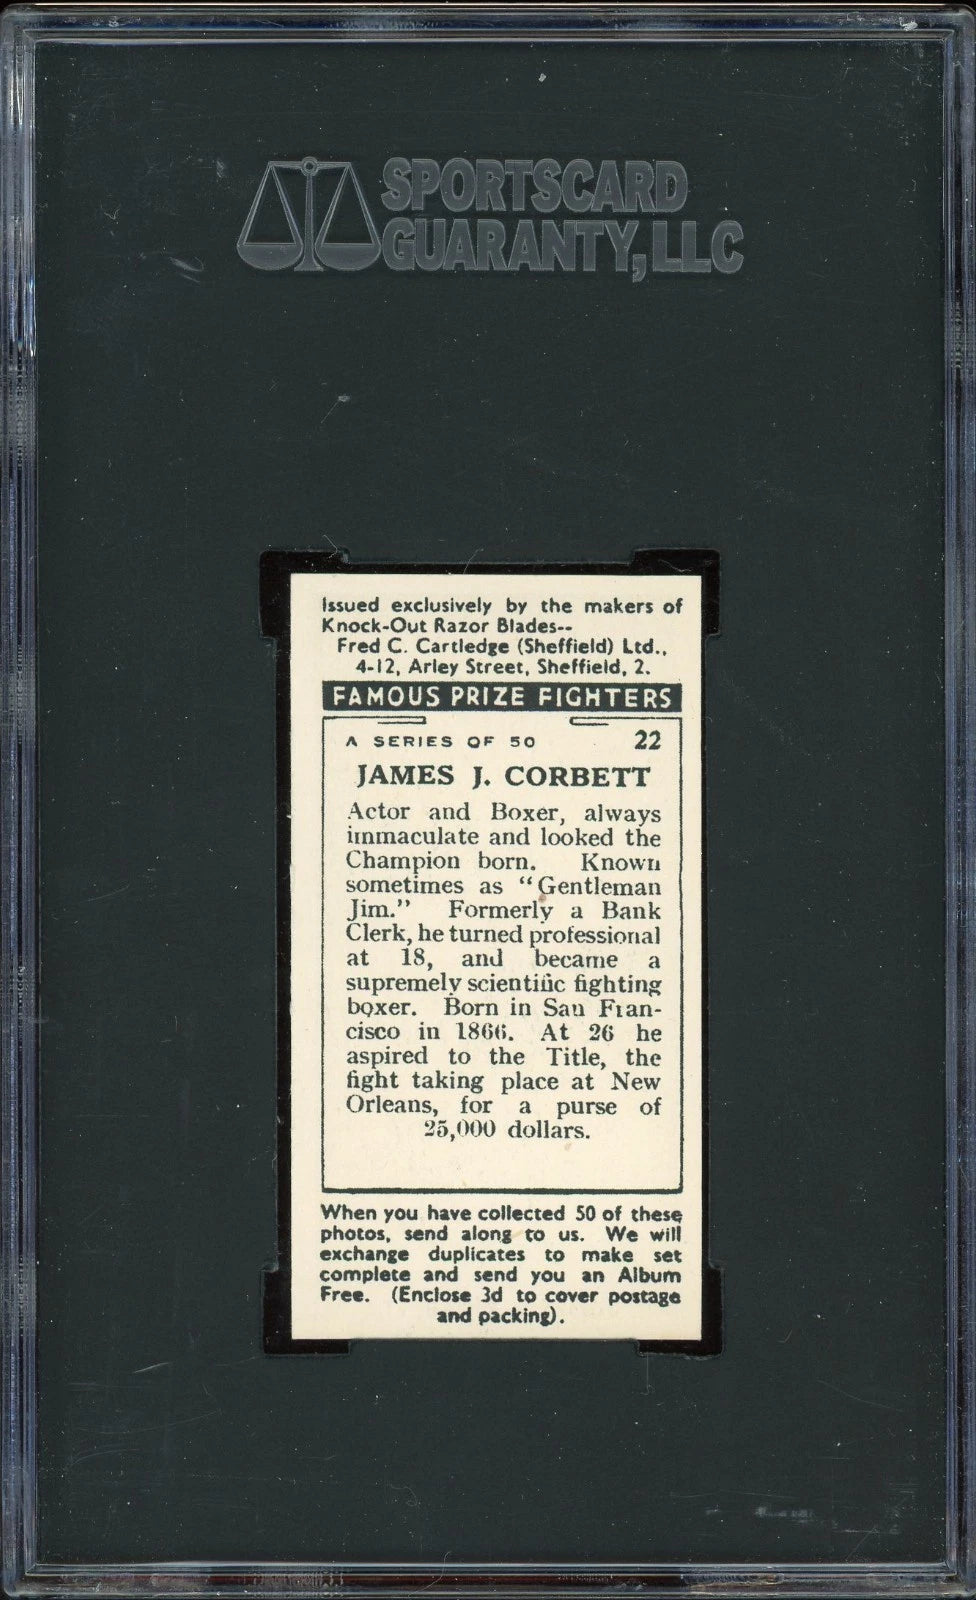 SPORTSCARD
GUARANTY, LLC
Issued exclusively by the makers of
Knock-Out Razor Blades--
Fred C. Cartledge (Sheffield) Ltd.,
4-12, Arley Street, Sheffield, 2.
FAMOUS PRIZE FIGHTERS
A SERIES OF 50 22
JAMES J. CORBETT
Actor and Boxer, always
immaculate and looked the
Champion born. Known
sometimes as "Gentleman
Jim." Formerly a Bank
Clerk, he turned professional
at 18, and became a
supremely scientific fighting
boxer. Born in San Fran-
cisco in 1866. At 26 he
aspired to the Title, the
fight taking place at New
Orleans, for a purse of
25,000 dollars.
When you have collected 50 of these
photos, send along to us. We will
exchange duplicates to make set
complete and send you an Album
Free. (Enclose 3d to cover postage
and packing).